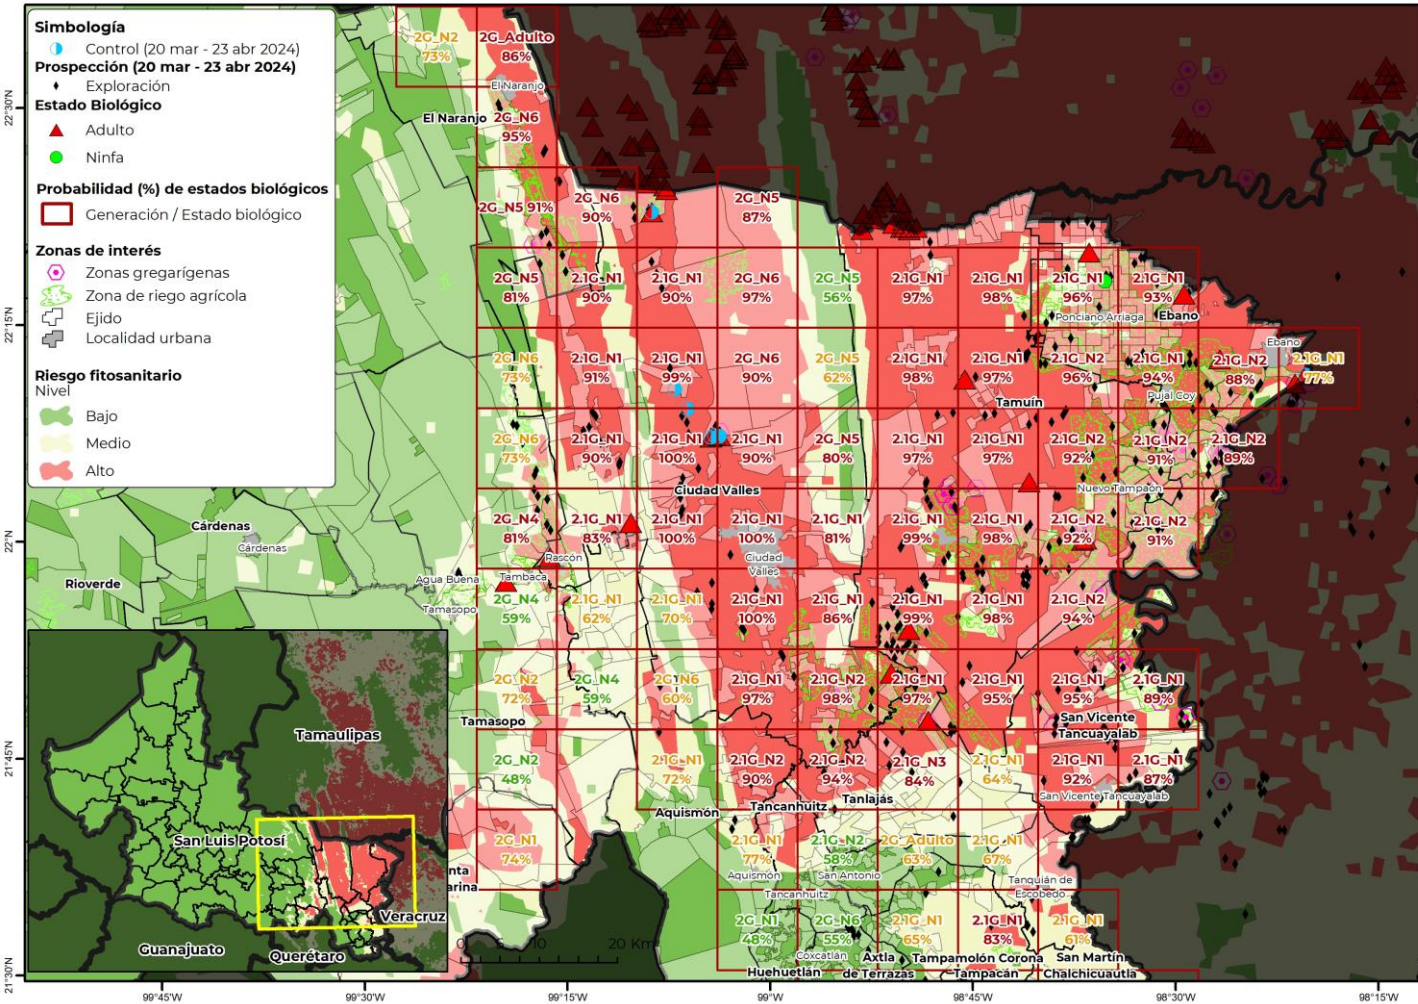 Simbología
Control (20 mar - 23 abr 2024)
Prospección (20 mar - 23 abr 2024)
Exploración
Estado Biológico
Adulto
Ninfa
Probabilidad (%) de estados biológicos
Generación / Estado biológico
Zonas de interés
Zonas gregarígenas
Zona de riego agrícola
Ejido
Localidad urbana
Riesgo fitosanitario
Nivel
Bajo
Medio
Alto
2G_N2 2G_Adulto
73% 86%
El Naranjo
El Naranjo 2G_N6
95%
2G_N5 91% 2G_N6 2G_N5
90% 87%
2G_N5 2.1G_N1 2.1G_N1 2G_N6 2G_N5 2.1G_N1 2.1G_N1 2.1G_N1 2.1G_N1
81% 90% 90% 97% 56% 97% 98% 96% 93%
Ponciano Arriaga Ebano
Ebano
2G_N6 2.1G_N1 2.1G_N1 2G_N6 2G_N5 2.1G_N1 2.1G_N1 2.1G_N2 2.1G_N1 2.1G_N2 2.1G_N1
73% 91% 99% 90% 62% 98% 97% 96% 94% 88% 77%
Tamuín Pujal Coy
2G_N6 2.1G_N1 2.1G_N1 2.1G_N1 2G_N5 2.1G_N1 2.1G_N1 2.1G_N2 2.1G_N2 2.1G_N2
73% 90% 100% 90% 80% 97% 97% 92% 91% 89%
Ciudad Valles Nuevo Tampaón
2G_N4 2.1G_N1 2.1G_N1 2.1G_N1 2.1G_N1 2.1G_N1 2.1G_N1 2.1G_N2 2.1G_N2
81% 83% 100% 100% 81% 99% 98% 92% 91%
Cárdenas
Cárdenas
Rascón Ciudad
Valles
Rioverde Agua Buena Tambaca
Tamasopo
2G_N4 2.1G_N1 2.1G_N1 2.1G_N1 2.1G_N1 2.1G_N1 2.1G_N1 2.1G_N2
59% 62% 70% 100% 86% 99% 98% 94%
2G_N2 2G_N4 2G_N6 2.1G_N1 2.1G_N2 2.1G_N1 2.1G_N1 2.1G_N1 2.1G_N1
72% 59% 60% 97% 98% 97% 95% 95% 89%
Tamasopo San Vicente
Tancuayalab
2G_N2 2.1G_N1 2.1G_N2 2.1G_N2 2.1G_N3 2.1G_N1 2.1G_N1 2.1G_N1
48% 72% 90% 94% 84% 64% 92% 87%
San Vicente Tancuayalab
Aquismón Tancanhuitz Tanlajás
2G_N1 2.1G_N1 2.1G_N2 2G_Adulto 2.1G_N1
74% 77% 58% 63% 67%
Aquismón San Antonio Tanquián de
Escobedo
Tancanhuitz
nta
arina
2G_N1 2G_N6 2.1G_N1 2.1G_N1 2.1G_N1
48% 55% 65% 83% 61%
Coxcatlán
Huehuetlán Axtla
de Terrazas Tampamolón Corona
Tampacán San Martín
Chalchicuautla
Tamaulipas
San Luis Potosí
Veracruz
Guanajuato
Querétaro
0 5 10 20 Km
22°30'N
22°15'N
22°N
21°45'N
21°30'N
99°45'W 99°30'W 99°15'W 99°W 98°45'W 98°30'W 98°15'W